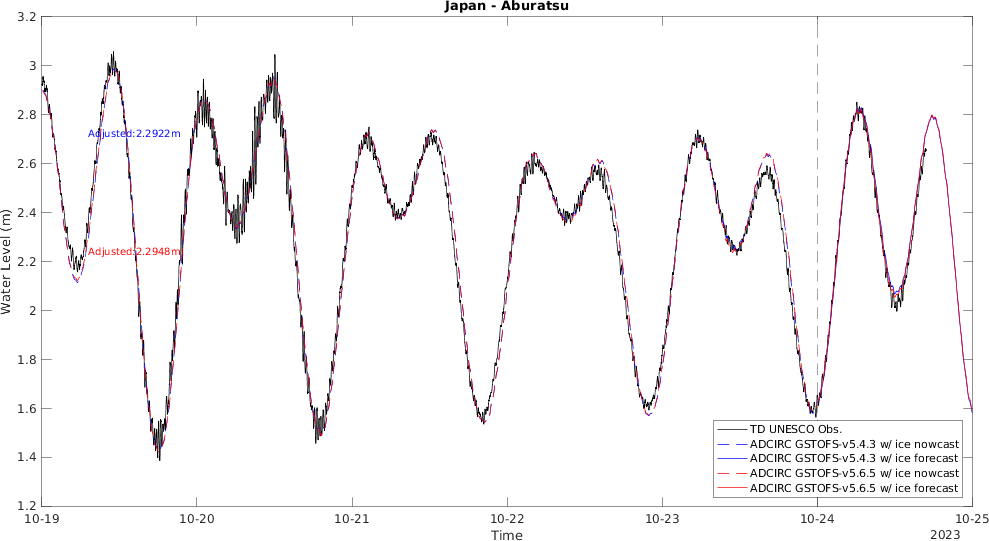 Japan - Aburatsu
3.2
3
2.8
2.6
2.4
2.2
2
1.8
1.6
1.4
1.2
Water Level (m)
Adjusted:2.2922m
Adjusted:2.2948m
TD UNESCO Obs.
ADCIRC GSTOFS-v5.4.3 w/ ice nowcast
ADCIRC GSTOFS-v5.4.3 w/ ice forecast
ADCIRC GSTOFS-v5.6.5 w/ ice nowcast
ADCIRC GSTOFS-v5.6.5 w/ ice forecast
10-19 10-20 10-21 10-22 10-23 10-24 10-25
Time
2023